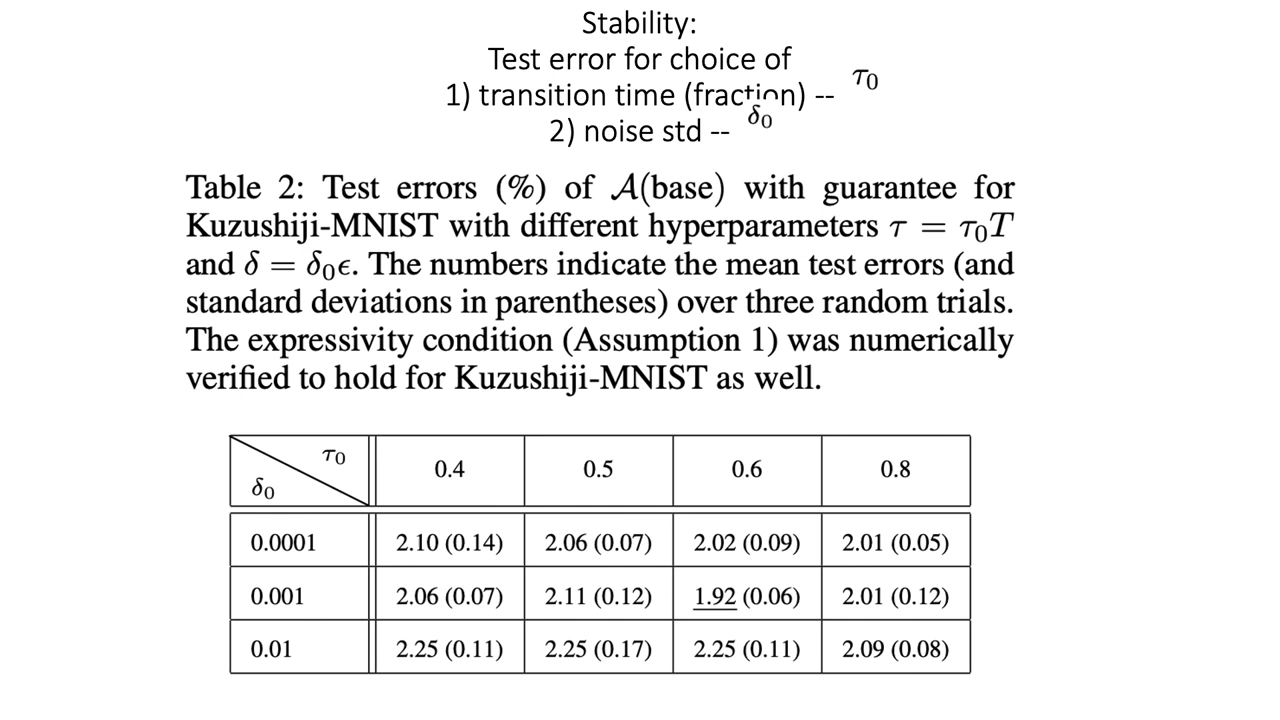 Stability:
Test error for choice of
1) transition time (fraction) -- τ₀
2) noise std -- δ₀
Table 2: Test errors (%) of 𝒜(base) with guarantee for
Kuzushiji-MNIST with different hyperparameters τ = τ₀T
and δ = δ₀ϵ. The numbers indicate the mean test errors (and
standard deviations in parentheses) over three random trials.
The expressivity condition (Assumption 1) was numerically
verified to hold for Kuzushiji-MNIST as well.
τ₀
δ₀
0.4 0.5 0.6 0.8
0.0001 2.10 (0.14) 2.06 (0.07) 2.02 (0.09) 2.01 (0.05)
0.001 2.06 (0.07) 2.11 (0.12) 1.92 (0.06) 2.01 (0.12)
0.01 2.25 (0.11) 2.25 (0.17) 2.25 (0.11) 2.09 (0.08)